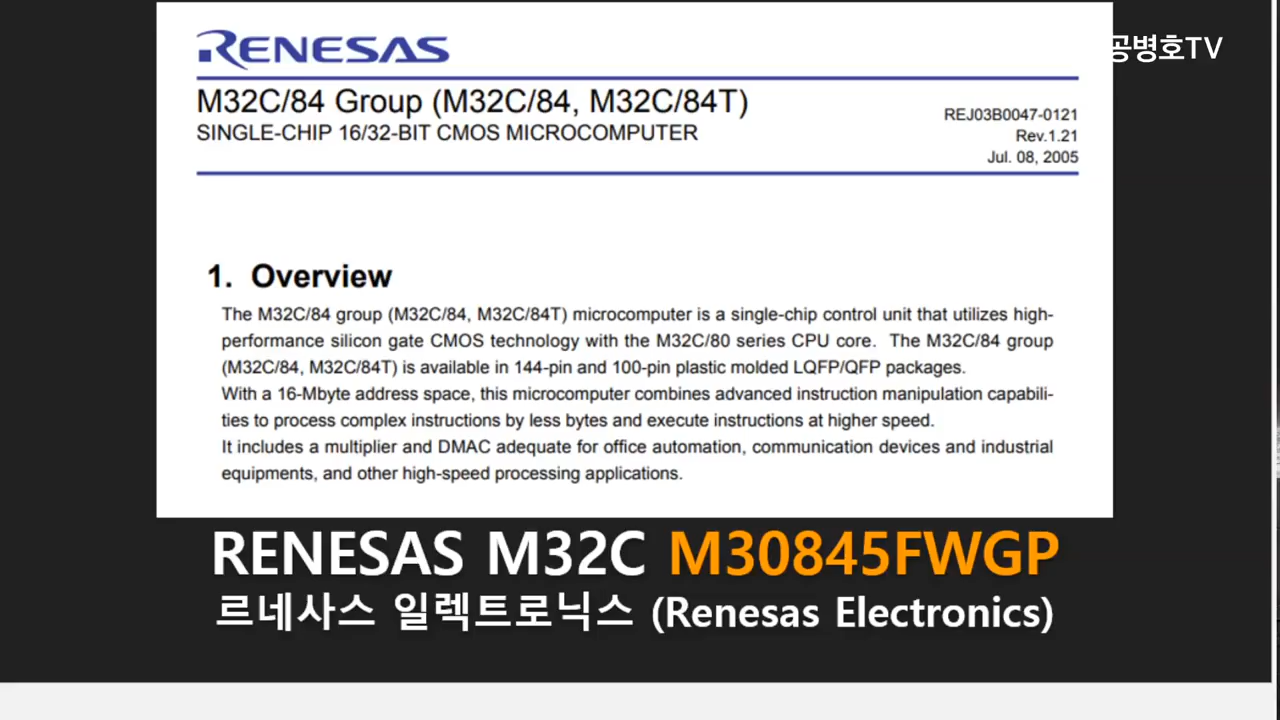 RENESAS
공병호TV
M32C/84 Group (M32C/84, M32C/84T)
SINGLE-CHIP 16/32-BIT CMOS MICROCOMPUTER
REJ03B0047-0121
Rev.1.21
Jul. 08, 2005
1. Overview
The M32C/84 group (M32C/84, M32C/84T) microcomputer is a single-chip control unit that utilizes high-
performance silicon gate CMOS technology with the M32C/80 series CPU core. The M32C/84 group
(M32C/84, M32C/84T) is available in 144-pin and 100-pin plastic molded LQFP/QFP packages.
With a 16-Mbyte address space, this microcomputer combines advanced instruction manipulation capabili-
ties to process complex instructions by less bytes and execute instructions at higher speed.
It includes a multiplier and DMAC adequate for office automation, communication devices and industrial
equipments, and other high-speed processing applications.
RENESAS M32C M30845FWGP
르네사스 일렉트로닉스 (Renesas Electronics)